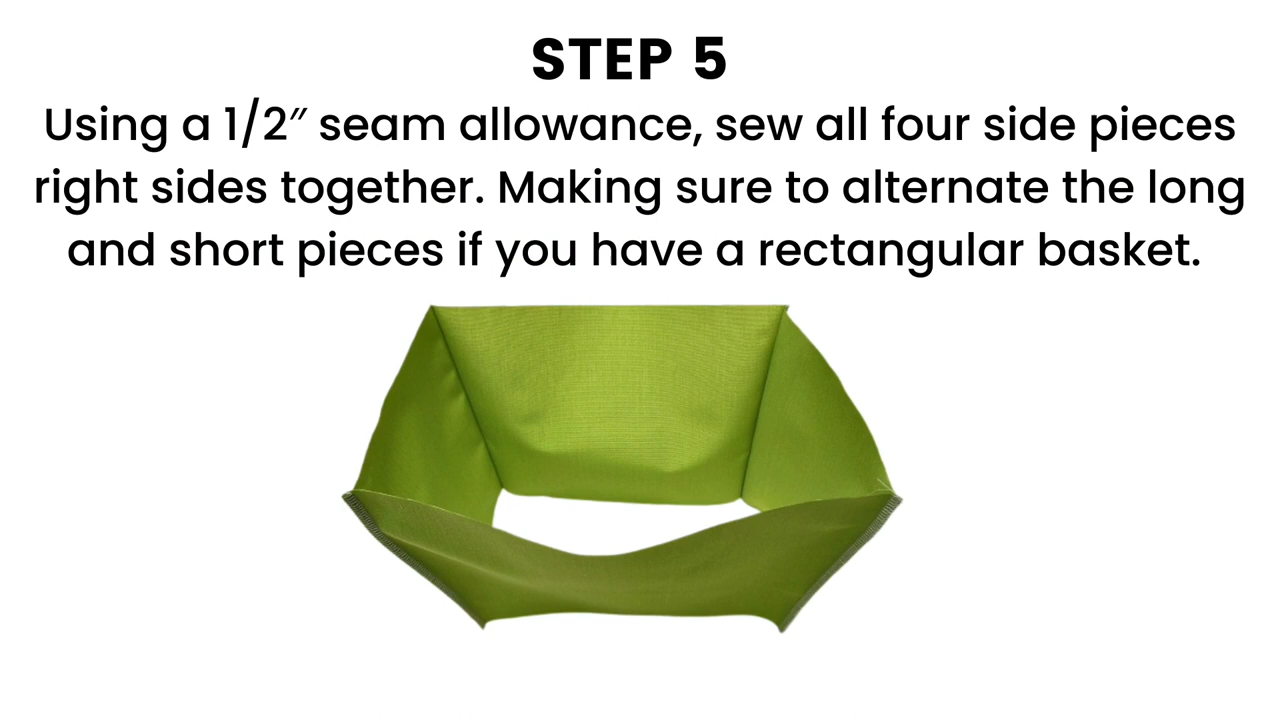 STEP 5
Using a 1/2″ seam allowance, sew all four side pieces
right sides together. Making sure to alternate the long
and short pieces if you have a rectangular basket.